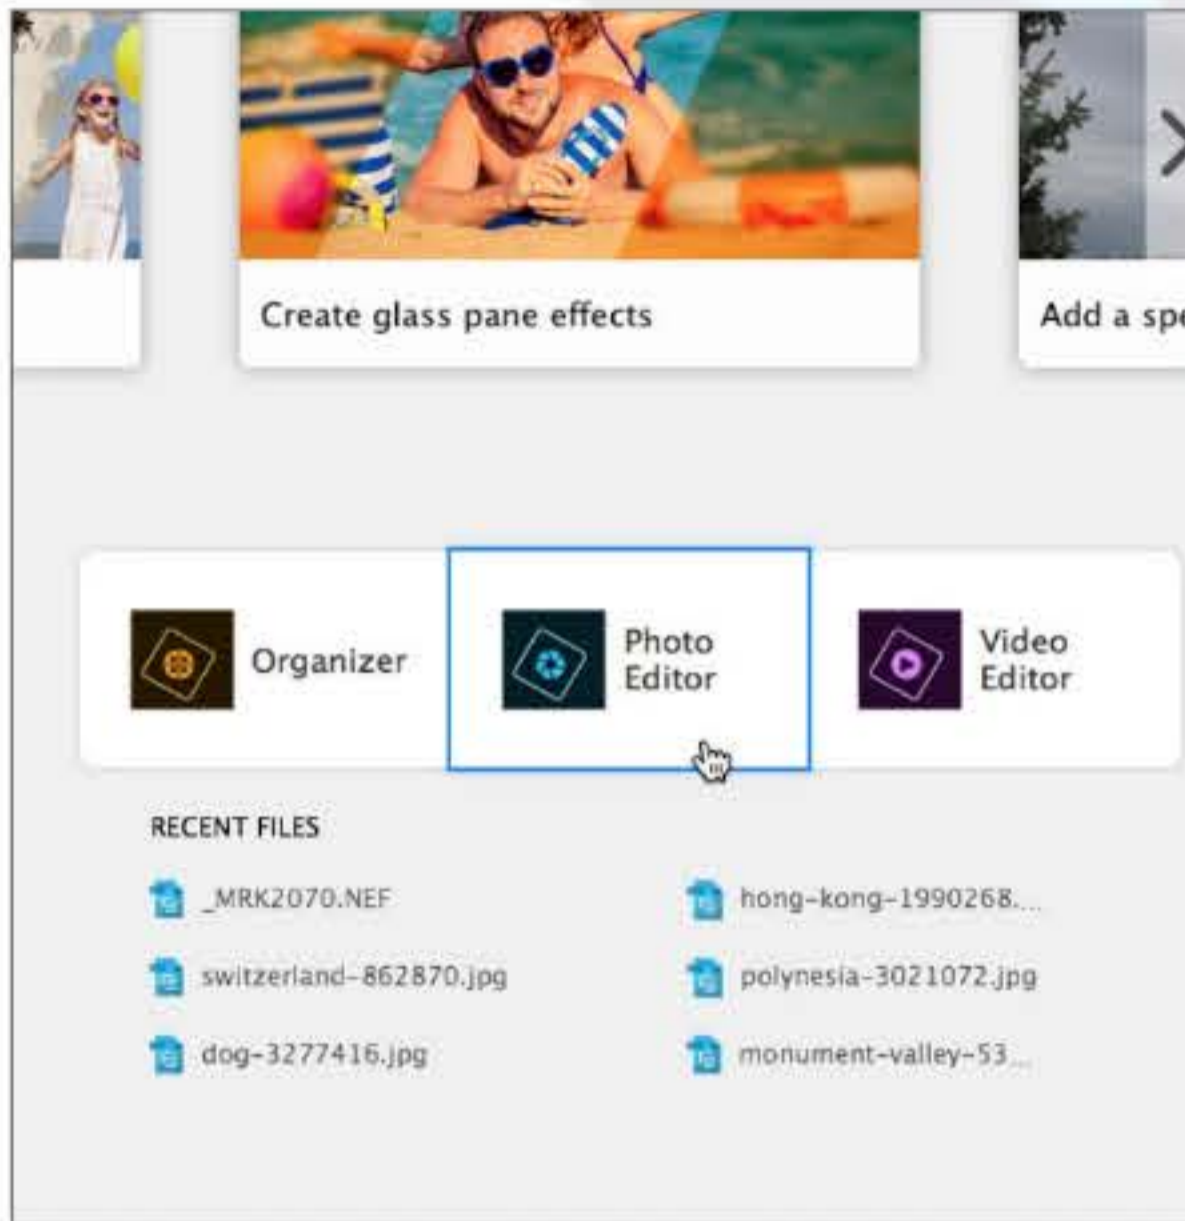 Create glass pane effects
Add a spe
Organizer
Photo
Editor
Video
Editor
RECENT FILES
_MRK2070.NEF
hong-kong-1990268....
switzerland-862870.jpg
polynesia-3021072.jpg
dog-3277416.jpg
monument-valley-53...